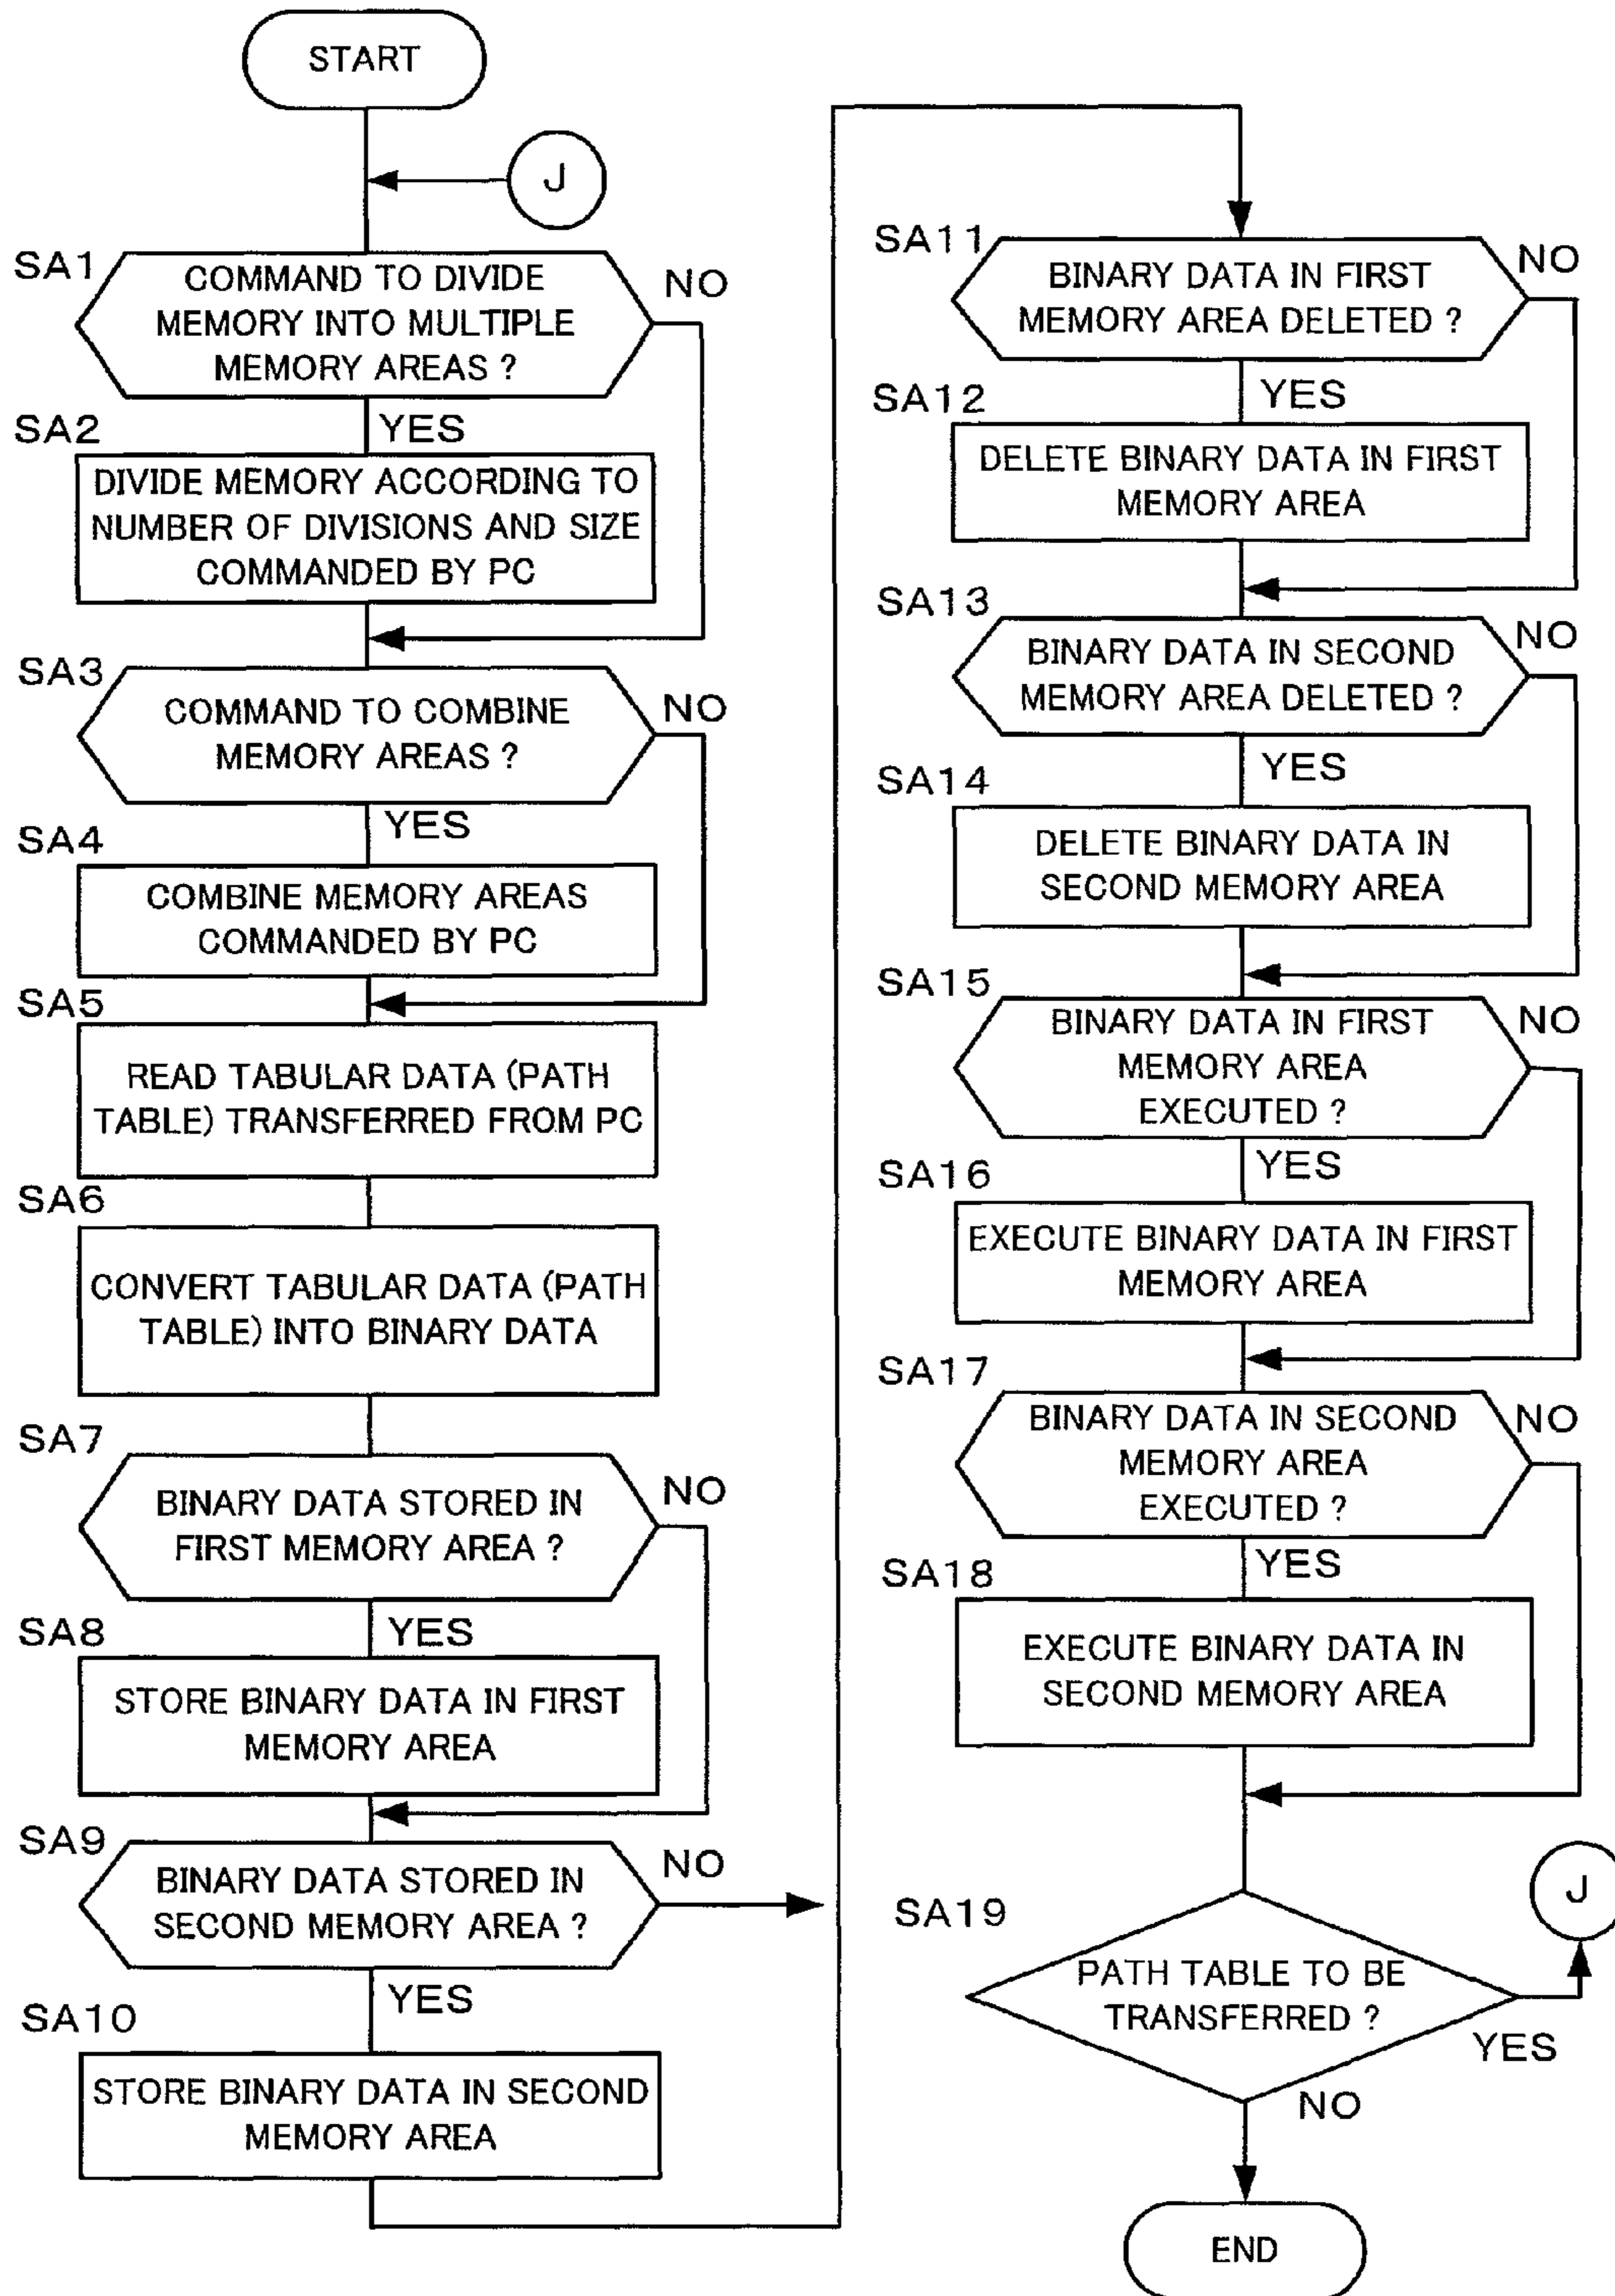 START
J
SA1
COMMAND TO DIVIDE
MEMORY INTO MULTIPLE
MEMORY AREAS ?
NO
YES
SA2
DIVIDE MEMORY ACCORDING TO
NUMBER OF DIVISIONS AND SIZE
COMMANDED BY PC
SA3
COMMAND TO COMBINE
MEMORY AREAS ?
NO
YES
SA4
COMBINE MEMORY AREAS
COMMANDED BY PC
SA5
READ TABULAR DATA (PATH
TABLE) TRANSFERRED FROM PC
SA6
CONVERT TABULAR DATA (PATH
TABLE) INTO BINARY DATA
SA7
BINARY DATA STORED IN
FIRST MEMORY AREA ?
NO
YES
SA8
STORE BINARY DATA IN FIRST
MEMORY AREA
SA9
BINARY DATA STORED IN
SECOND MEMORY AREA ?
NO
YES
SA10
STORE BINARY DATA IN SECOND
MEMORY AREA
SA11
BINARY DATA IN FIRST
MEMORY AREA DELETED ?
NO
YES
SA12
DELETE BINARY DATA IN FIRST
MEMORY AREA
SA13
BINARY DATA IN SECOND
MEMORY AREA DELETED ?
NO
YES
SA14
DELETE BINARY DATA IN
SECOND MEMORY AREA
SA15
BINARY DATA IN FIRST
MEMORY AREA
EXECUTED ?
NO
YES
SA16
EXECUTE BINARY DATA IN FIRST
MEMORY AREA
SA17
BINARY DATA IN SECOND
MEMORY AREA
EXECUTED ?
NO
YES
SA18
EXECUTE BINARY DATA IN
SECOND MEMORY AREA
SA19
PATH TABLE TO BE
TRANSFERRED ?
J
YES
NO
END